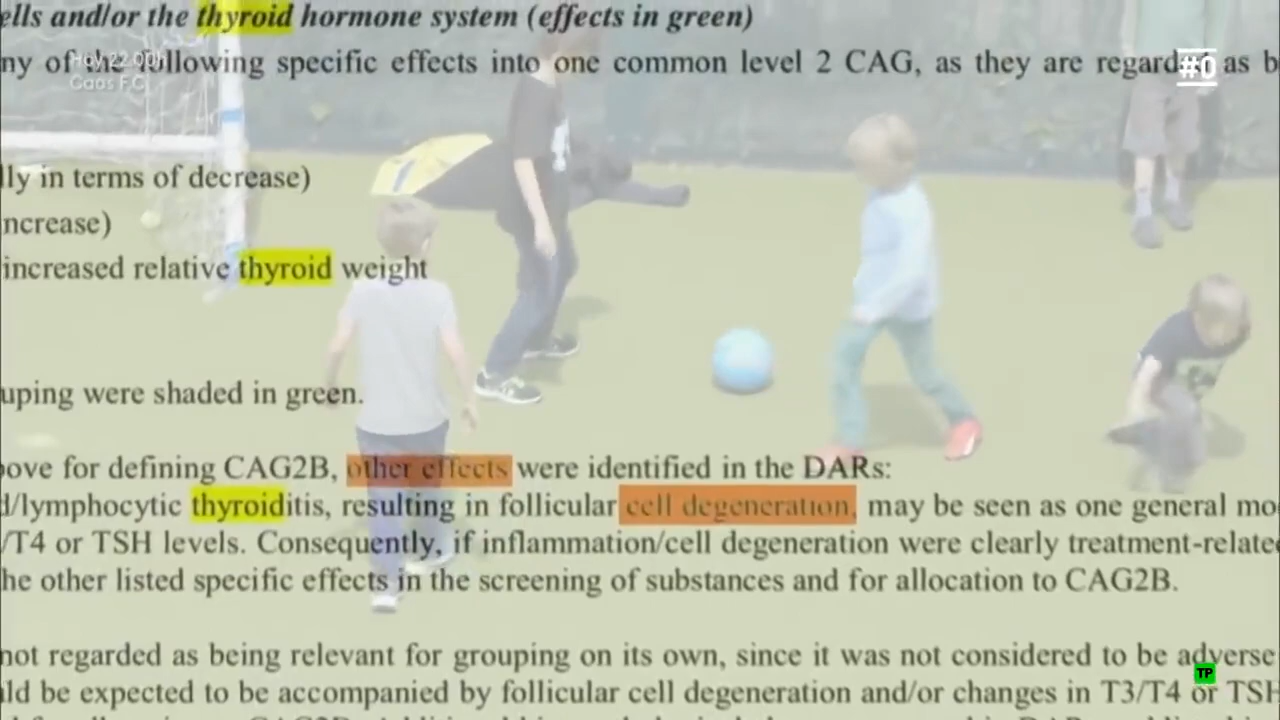 ells and/or the thyroid hormone system (effects in green)
Hoy 22.00h
ny of the following specific effects into one common level 2 CAG, as they are regarded as b
#0
Caos F.C.
lly in terms of decrease)
ncrease)
increased relative thyroid weight
uping were shaded in green.
bove for defining CAG2B, other effects were identified in the DARs:
d/lymphocytic thyroiditis, resulting in follicular cell degeneration, may be seen as one general mo
/T4 or TSH levels. Consequently, if inflammation/cell degeneration were clearly treatment-relate
he other listed specific effects in the screening of substances and for allocation to CAG2B.
not regarded as being relevant for grouping on its own, since it was not considered to be adverse
ld be expected to be accompanied by follicular cell degeneration and/or changes in T3/T4 or TSH
TP